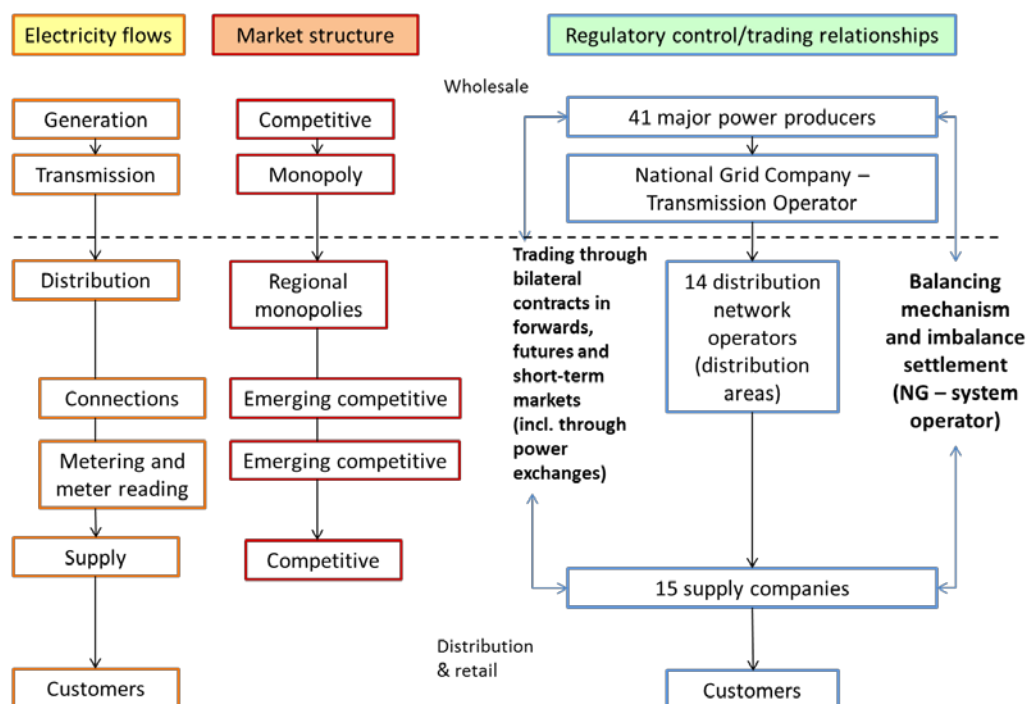 Electricity flows
Market structure
Regulatory control/trading relationships
Wholesale
Generation
Competitive
41 major power producers
Transmission
Monopoly
National Grid Company –
Transmission Operator
Distribution
Regional
monopolies
Trading through
bilateral
contracts in
forwards,
futures and
short-term
markets
(incl. through
power
exchanges)
14 distribution
network
operators
(distribution
areas)
Balancing
mechanism
and imbalance
settlement
(NG – system
operator)
Connections
Emerging competitive
Metering and
meter reading
Emerging competitive
Supply
Competitive
15 supply companies
Distribution
& retail
Customers
Customers